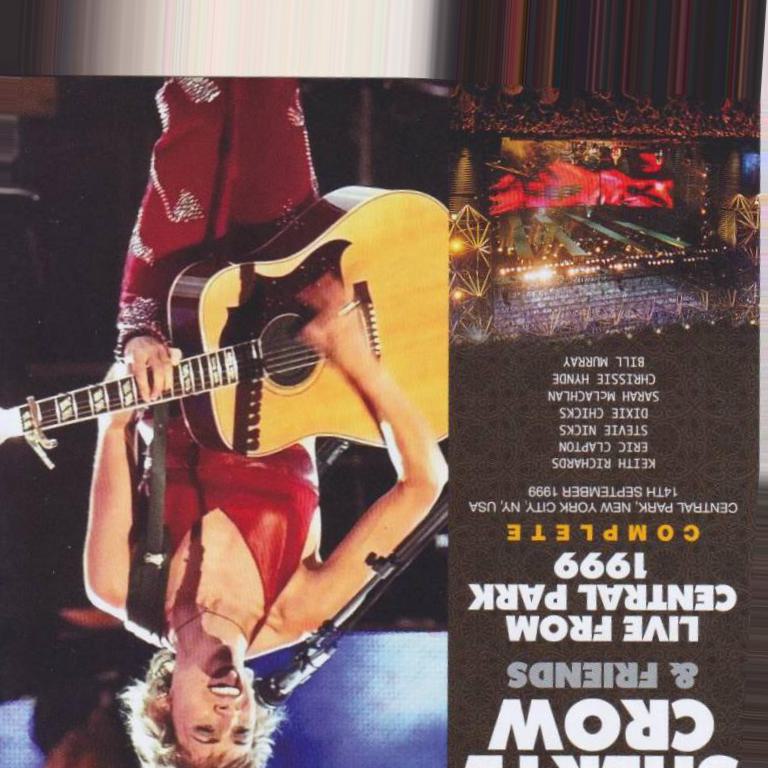 CROW
& FRIENDS
LIVE FROM
CENTRAL PARK
1999
COMPLETE
CENTRAL PARK, NEW YORK CITY, NY, USA
14TH SEPTEMBER 1999
KEITH RICHARDS
ERIC CLAPTON
STEVIE NICKS
DIXIE CHICKS
SARAH McLACHLAN
CHRISSIE HYNDE
BILL MURRAY